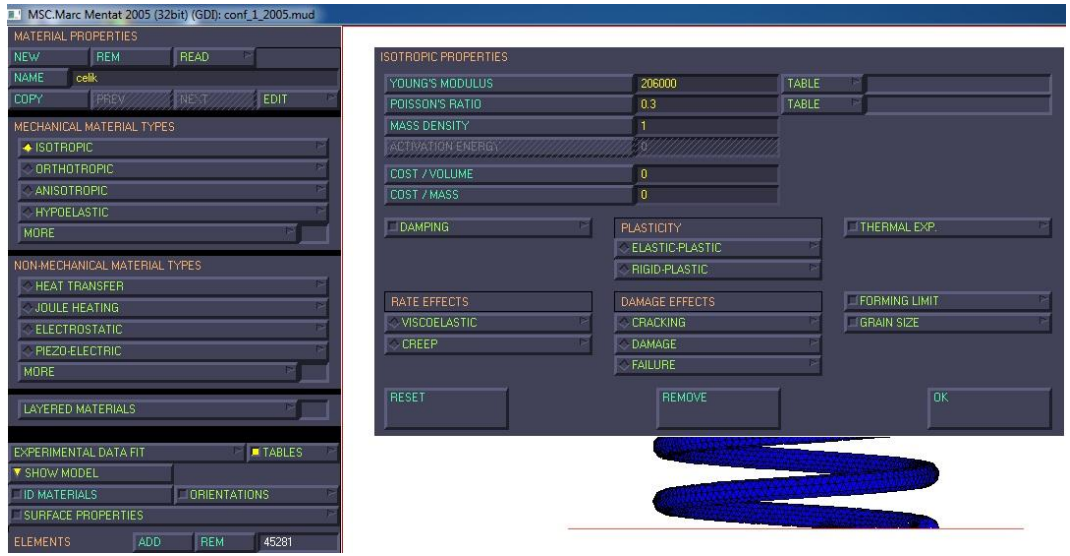 MSC.Marc Mentat 2005 (32bit) (GDI): conf_1_2005.mud
MATERIAL PROPERTIES
NEW REM READ
NAME celik
COPY PREV NEXT EDIT
MECHANICAL MATERIAL TYPES
ISOTROPIC
ORTHOTROPIC
ANISOTROPIC
HYPOELASTIC
MORE
NON-MECHANICAL MATERIAL TYPES
HEAT TRANSFER
JOULE HEATING
ELECTROSTATIC
PIEZO-ELECTRIC
MORE
LAYERED MATERIALS
EXPERIMENTAL DATA FIT TABLES
SHOW MODEL
ID MATERIALS ORIENTATIONS
SURFACE PROPERTIES
ELEMENTS ADD REM 45281
ISOTROPIC PROPERTIES
YOUNG'S MODULUS 206000 TABLE
POISSON'S RATIO 0.3 TABLE
MASS DENSITY 1
ACTIVATION ENERGY 0
COST / VOLUME 0
COST / MASS 0
DAMPING PLASTICITY THERMAL EXP.
ELASTIC-PLASTIC
RIGID-PLASTIC
RATE EFFECTS DAMAGE EFFECTS FORMING LIMIT
VISCOELASTIC CRACKING GRAIN SIZE
CREEP DAMAGE
FAILURE
RESET REMOVE OK